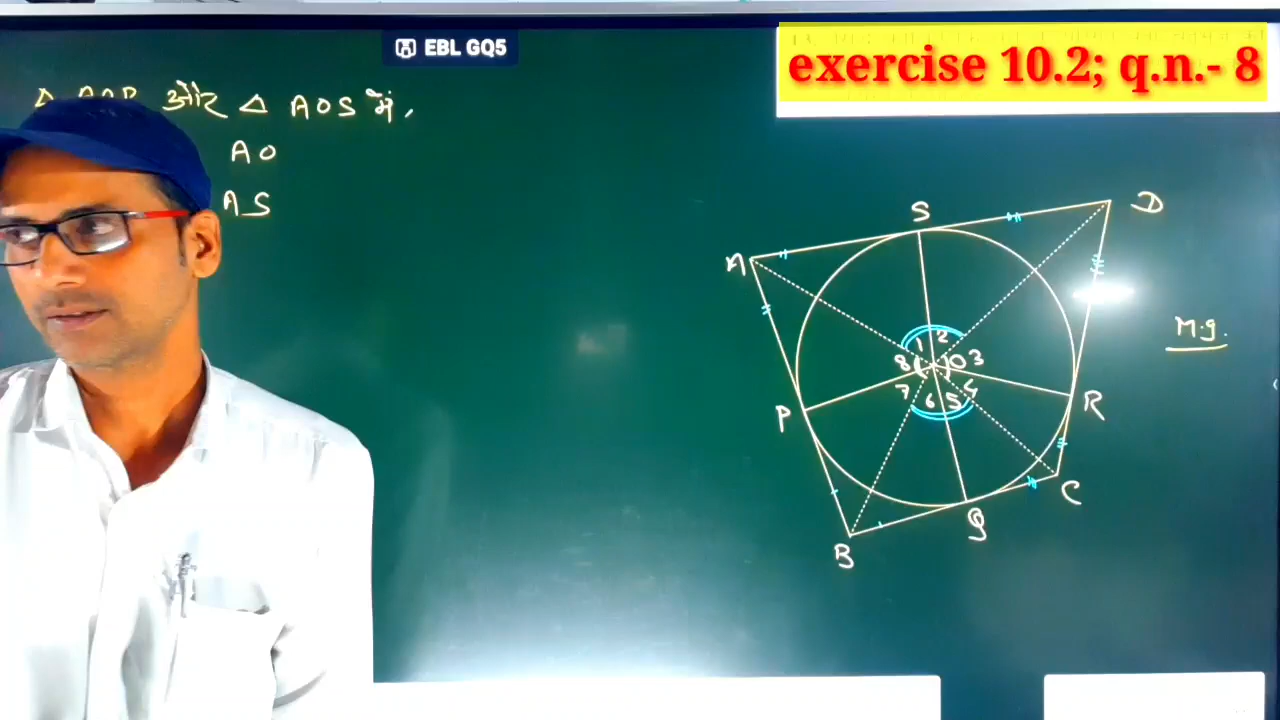 EBL GQ5
exercise 10.2; q.n.- 8
और △ AOS में,
AO
AS
S
D
A
1 2
8 O 3
7 4
6 5
M.g.
P
R
C
Q
B